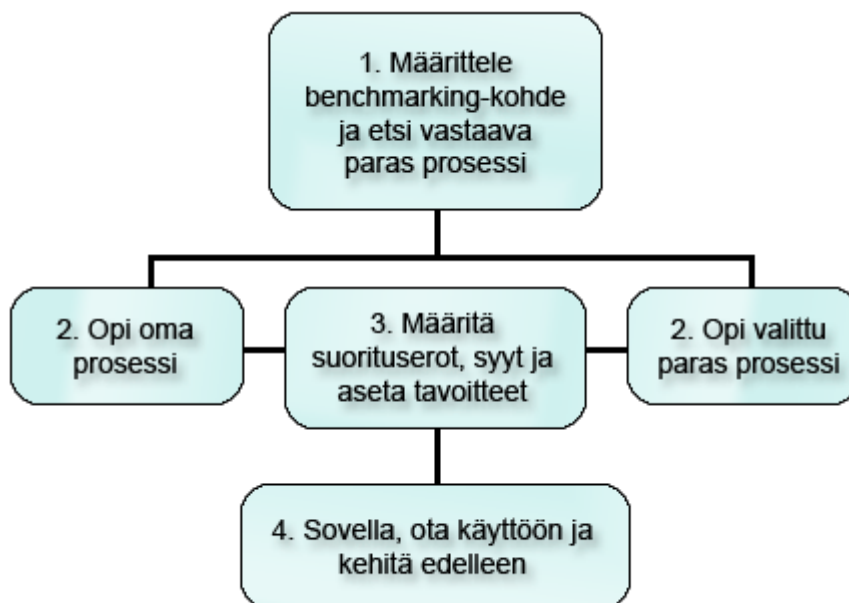 1. Määrittele
benchmarking-kohde
ja etsi vastaava
paras prosessi
2. Opi oma
prosessi
3. Määritä
suorituserot, syyt ja
aseta tavoitteet
2. Opi valittu
paras prosessi
4. Sovella, ota käyttöön ja
kehitä edelleen